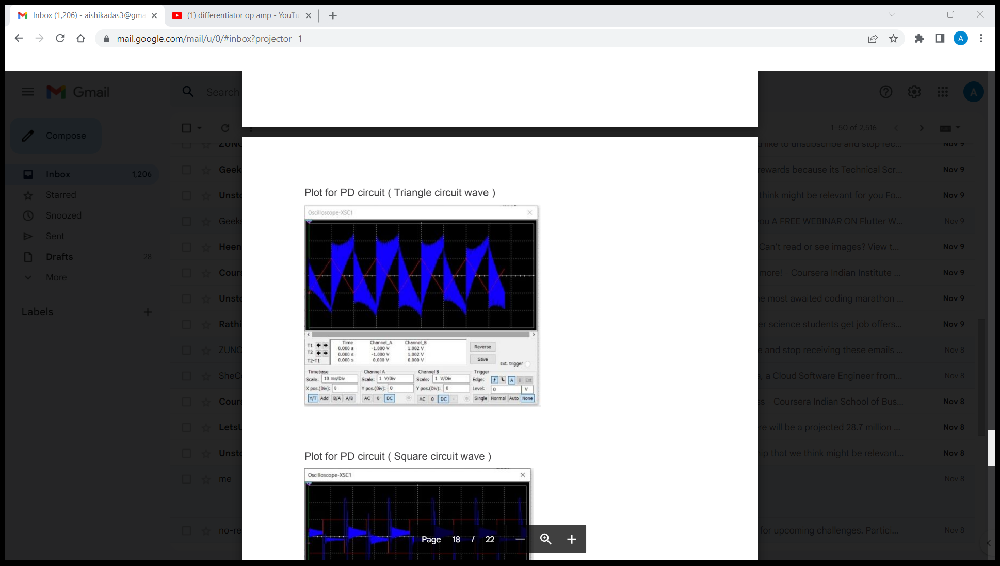 Inbox (1,206) - aishikadas3@gma
(1) differentiator op amp - YouTu
mail.google.com/mail/u/0/#inbox?projector=1
A
Gmail
Search
A
Compose
1-50 of 2,516
ZUNO
like to unsubscribe and stop rec...
Nov 9
Inbox
1,206
Geek
rewards because its Technical Scr...
Nov 9
Starred
Unsto
think might be relevant for you Fo...
Nov 9
Snoozed
Geeks
ou A FREE WEBINAR ON Flutter W...
Nov 9
Sent
Heen
Can't read or see images? View t...
Nov 9
Drafts
28
Cours
more! - Coursera Indian Institute ...
Nov 9
More
Unsto
e most awaited coding marathon ...
Nov 9
Labels
Rathi
er science students get job offers...
Nov 9
ZUNO
e and stop receiving these emails ...
Nov 8
SheC
, a Cloud Software Engineer from...
Nov 8
Cours
ss - Coursera Indian School of Bus...
Nov 8
LetsU
re will be a projected 28.7 million ...
Nov 8
Unsto
ip that we think might be relevant...
Nov 8
me
Nov 8
no-re
for upcoming challenges. Partici...
Nov 8
Plot for PD circuit ( Triangle circuit wave )
Oscilloscope-XSC1
Time Channel_A Channel_B
T1 0.000 s -1.000 V 1.002 V
T2 0.000 s -1.000 V 1.002 V
T2-T1 0.000 s 0.000 V 0.000 V
Reverse
Save
Ext. trigger
Timebase
Scale: 10 ms/Div
X pos.(Div): 0
Y/T Add B/A A/B
Channel A
Scale: 1 V/Div
Y pos.(Div): 0
AC 0 DC
Channel B
Scale: 1 V/Div
Y pos.(Div): 0
AC 0 DC -
Trigger
Edge: A B Ext
Level: 0 V
Single Normal Auto None
Plot for PD circuit ( Square circuit wave )
Oscilloscope-XSC1
Page 18 / 22